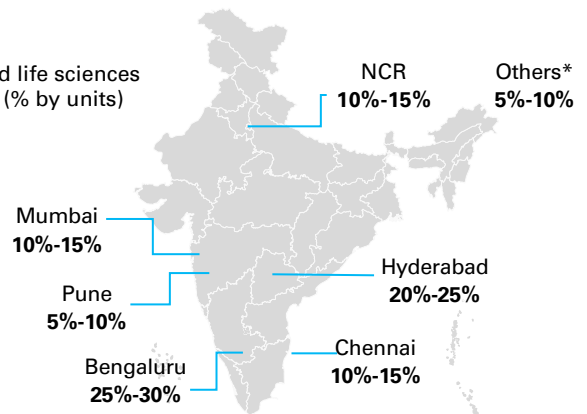 d life sciences
(% by units)
NCR
10%-15%
Others*
5%-10%
Mumbai
10%-15%
Pune
5%-10%
Hyderabad
20%-25%
Bengaluru
25%-30%
Chennai
10%-15%